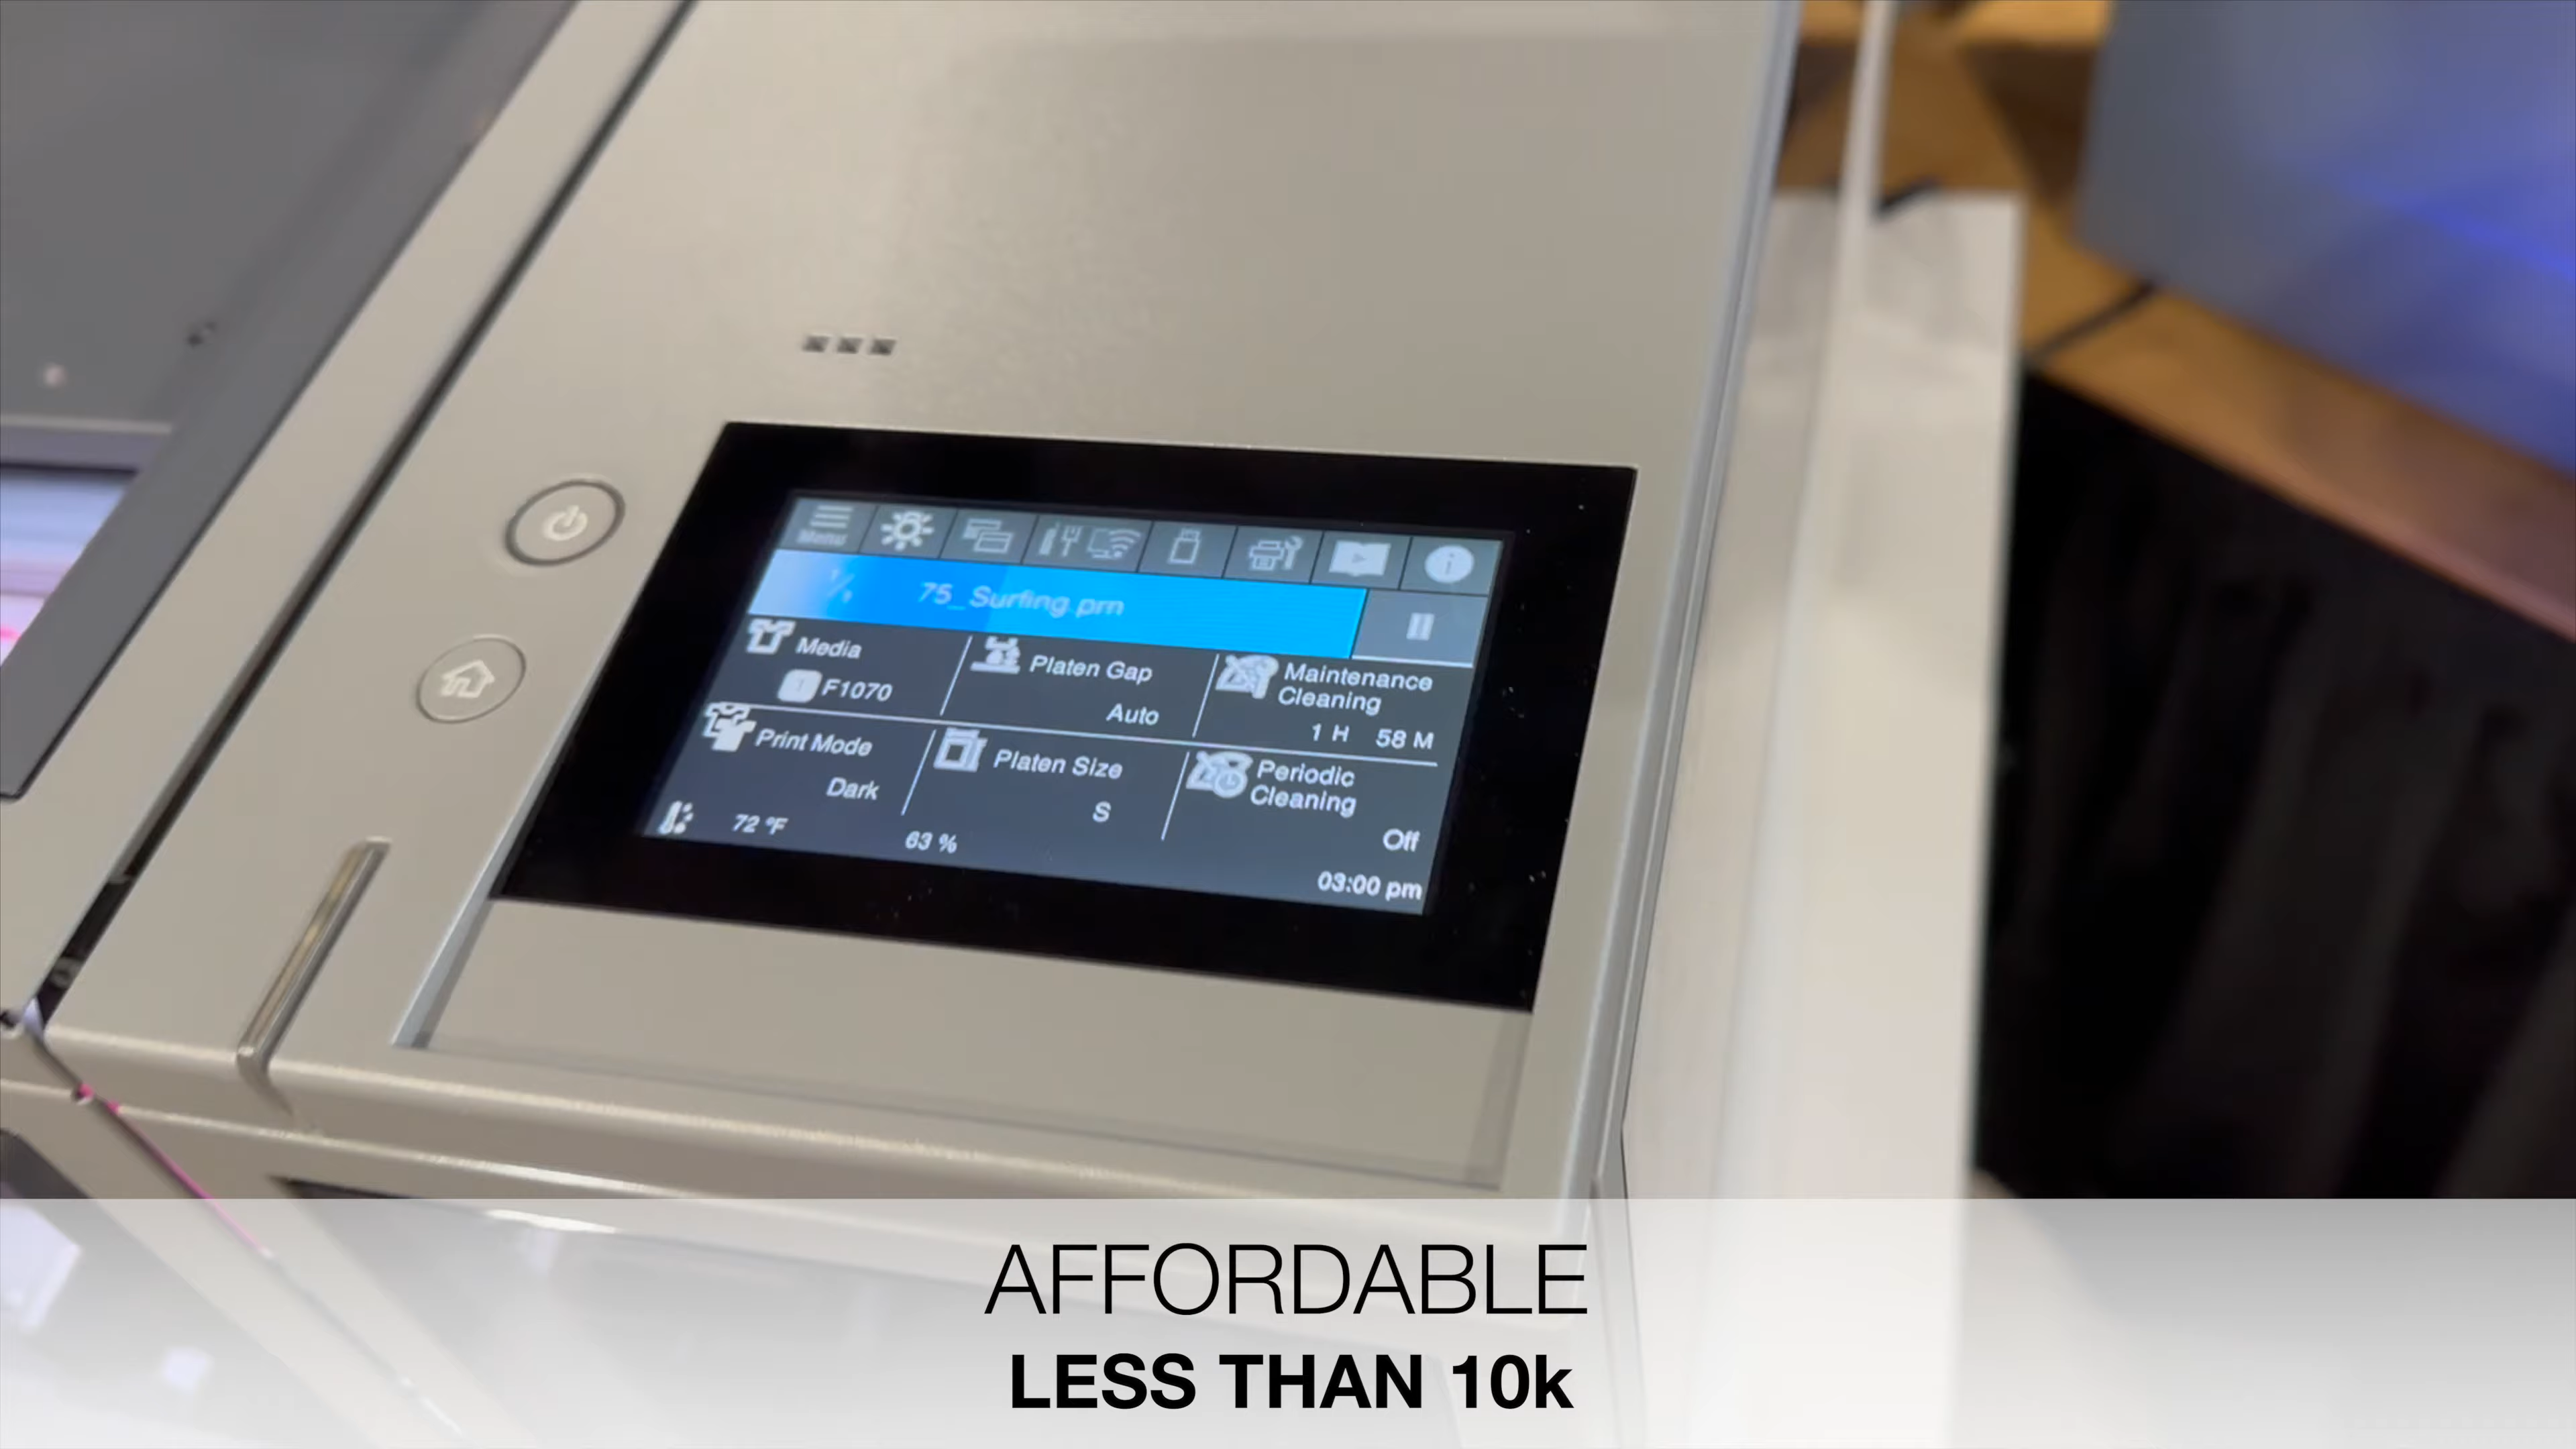 Menu
75_Surfing.prn
Media
1 F1070
Platen Gap
Auto
Maintenance
Cleaning
1 H 58 M
Print Mode
Dark
Platen Size
S
Periodic
Cleaning
Off
72 °F
63 %
03:00 pm
AFFORDABLE
LESS THAN 10k